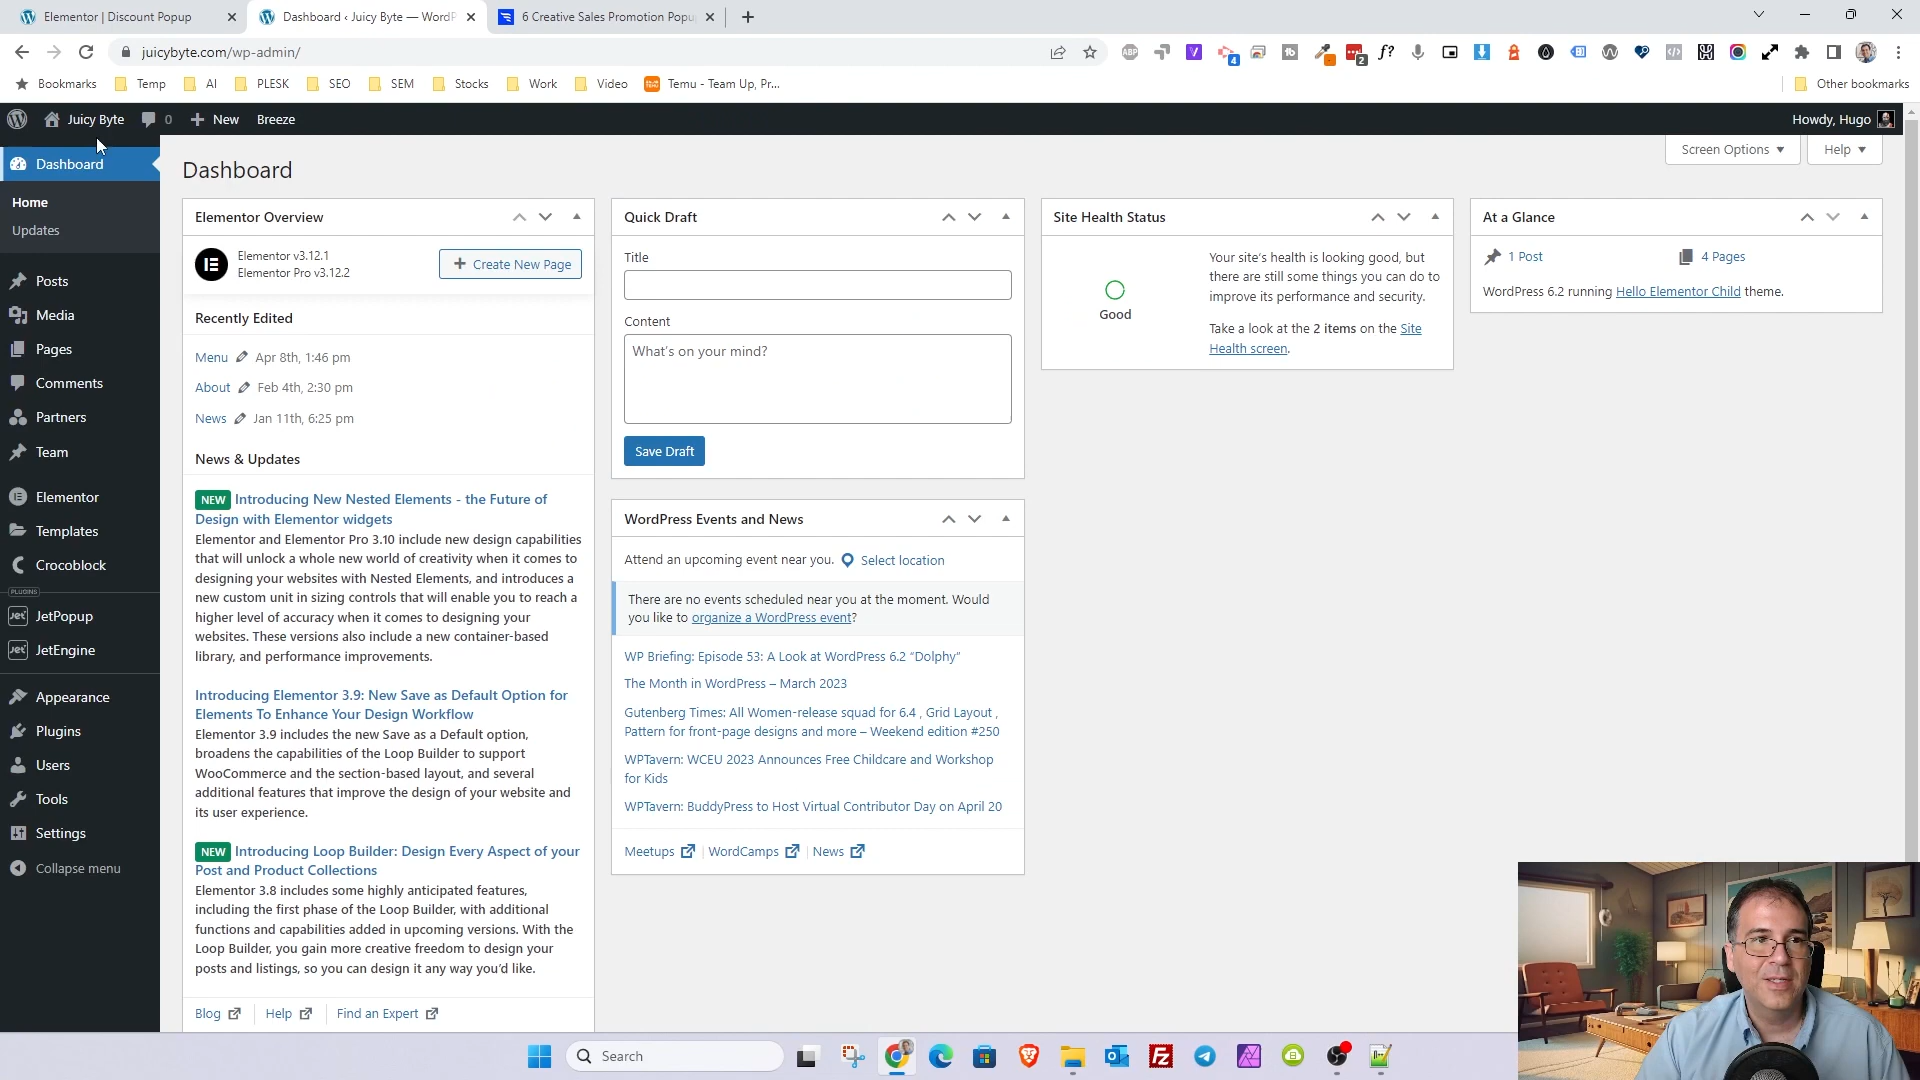 Elementor | Discount Popup
Dashboard ‹ Juicy Byte — WordP
6 Creative Sales Promotion Popu
juicybyte.com/wp-admin/
ABP
4
2
f?
Bookmarks
Temp
AI
PLESK
SEO
SEM
Stocks
Work
Video
Temu - Team Up, Pr...
Other bookmarks
Juicy Byte
0
New
Breeze
Howdy, Hugo
Dashboard
Home
Updates
Posts
Media
Pages
Comments
Partners
Team
Elementor
Templates
Crocoblock
PLUGINS
JetPopup
JetEngine
Appearance
Plugins
Users
Tools
Settings
Collapse menu
Dashboard
Screen Options
Help
Elementor Overview
Elementor v3.12.1
Elementor Pro v3.12.2
Create New Page
Recently Edited
Menu Apr 8th, 1:46 pm
About Feb 4th, 2:30 pm
News Jan 11th, 6:25 pm
News & Updates
NEW Introducing New Nested Elements - the Future of
Design with Elementor widgets
Elementor and Elementor Pro 3.10 include new design capabilities
that will unlock a whole new world of creativity when it comes to
designing your websites with Nested Elements, and introduces a
new custom unit in sizing controls that will enable you to reach a
higher level of accuracy when it comes to designing your
websites. These versions also include a new container-based
library, and performance improvements.
Introducing Elementor 3.9: New Save as Default Option for
Elements To Enhance Your Design Workflow
Elementor 3.9 includes the new Save as a Default option,
broadens the capabilities of the Loop Builder to support
WooCommerce and the section-based layout, and several
additional features that improve the design of your website and
its user experience.
NEW Introducing Loop Builder: Design Every Aspect of your
Post and Product Collections
Elementor 3.8 includes some highly anticipated features,
including the first phase of the Loop Builder, with additional
functions and capabilities added in upcoming versions. With the
Loop Builder, you gain more creative freedom to design your
posts and listings, so you can design it any way you'd like.
Blog
Help
Find an Expert
Quick Draft
Title
Content
What's on your mind?
Save Draft
WordPress Events and News
Attend an upcoming event near you. Select location
There are no events scheduled near you at the moment. Would
you like to organize a WordPress event?
WP Briefing: Episode 53: A Look at WordPress 6.2 "Dolphy"
The Month in WordPress – March 2023
Gutenberg Times: All Women-release squad for 6.4 , Grid Layout ,
Pattern for front-page designs and more – Weekend edition #250
WPTavern: WCEU 2023 Announces Free Childcare and Workshop
for Kids
WPTavern: BuddyPress to Host Virtual Contributor Day on April 20
Meetups
WordCamps
News
Site Health Status
Good
Your site's health is looking good, but
there are still some things you can do to
improve its performance and security.
Take a look at the 2 items on the Site
Health screen.
At a Glance
1 Post
4 Pages
WordPress 6.2 running Hello Elementor Child theme.
Search